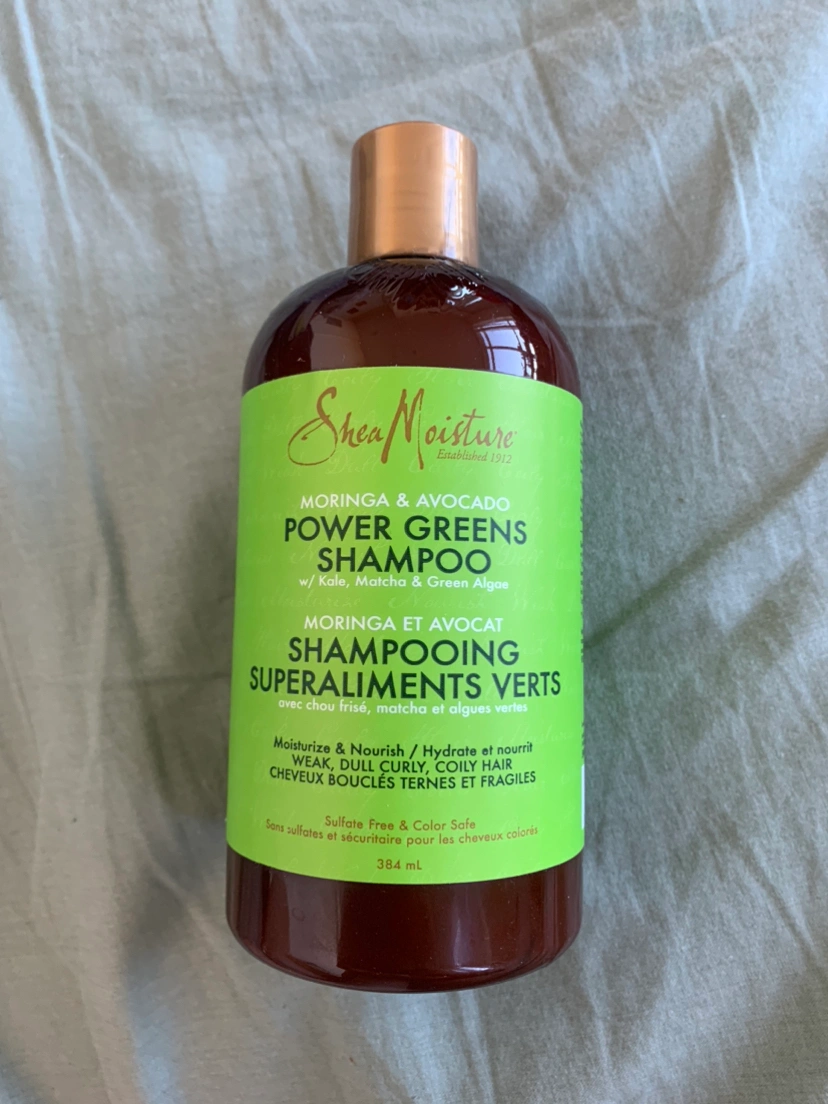 SheaMoisture
Established 1912
MORINGA & AVOCADO
POWER GREENS
SHAMPOO
w/ Kale, Matcha & Green Algae
MORINGA ET AVOCAT
SHAMPOOING
SUPERALIMENTS VERTS
avec chou frisé, matcha et algues vertes
Moisturize & Nourish / Hydrate et nourrit
WEAK, DULL CURLY, COILY HAIR
CHEVEUX BOUCLÉS TERNES ET FRAGILES
Sulfate Free & Color Safe
Sans sulfates et sécuritaire pour les cheveux colorés
384 mL